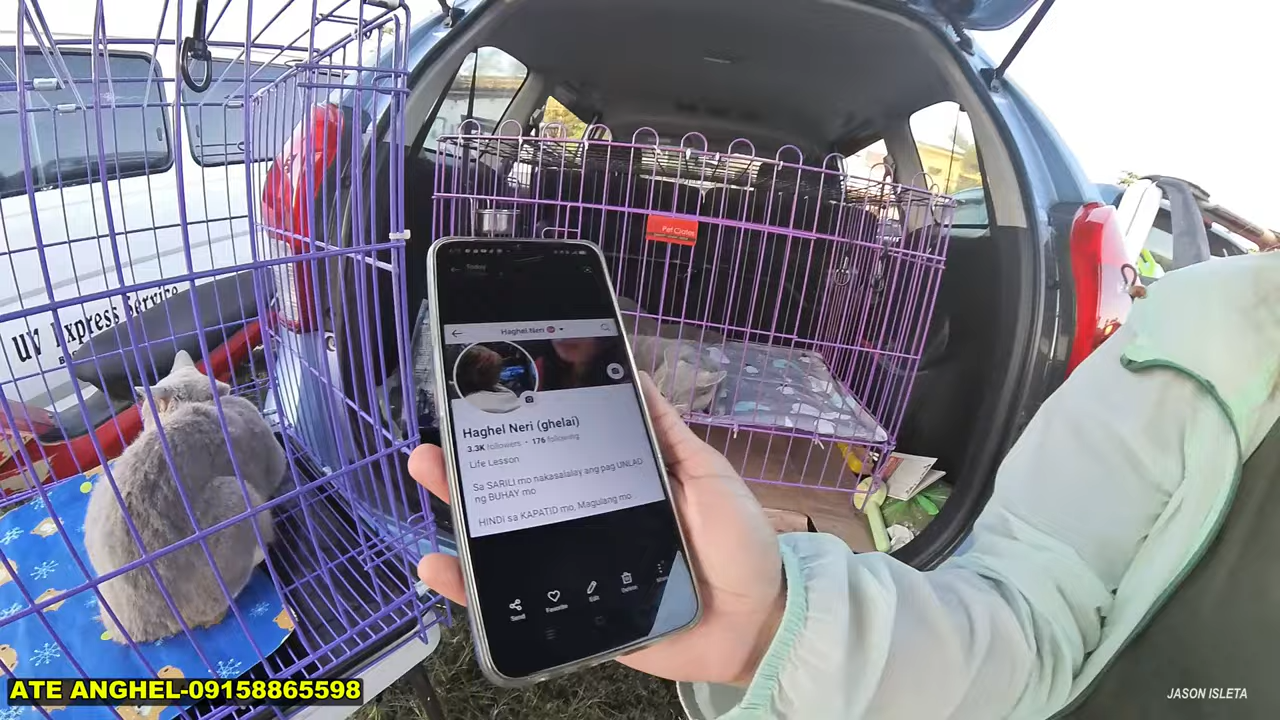 UV Express Service
Pet Crates
Today
Haghel Neri
Haghel Neri (ghelai)
3.3K followers • 176 following
Life Lesson
Sa SARILI mo nakasalalay ang pag UNLAD
ng BUHAY mo
HINDI sa KAPATID mo, Magulang mo
Send
Favorite
Edit
Delete
ATE ANGHEL-09158865598
JASON ISLETA